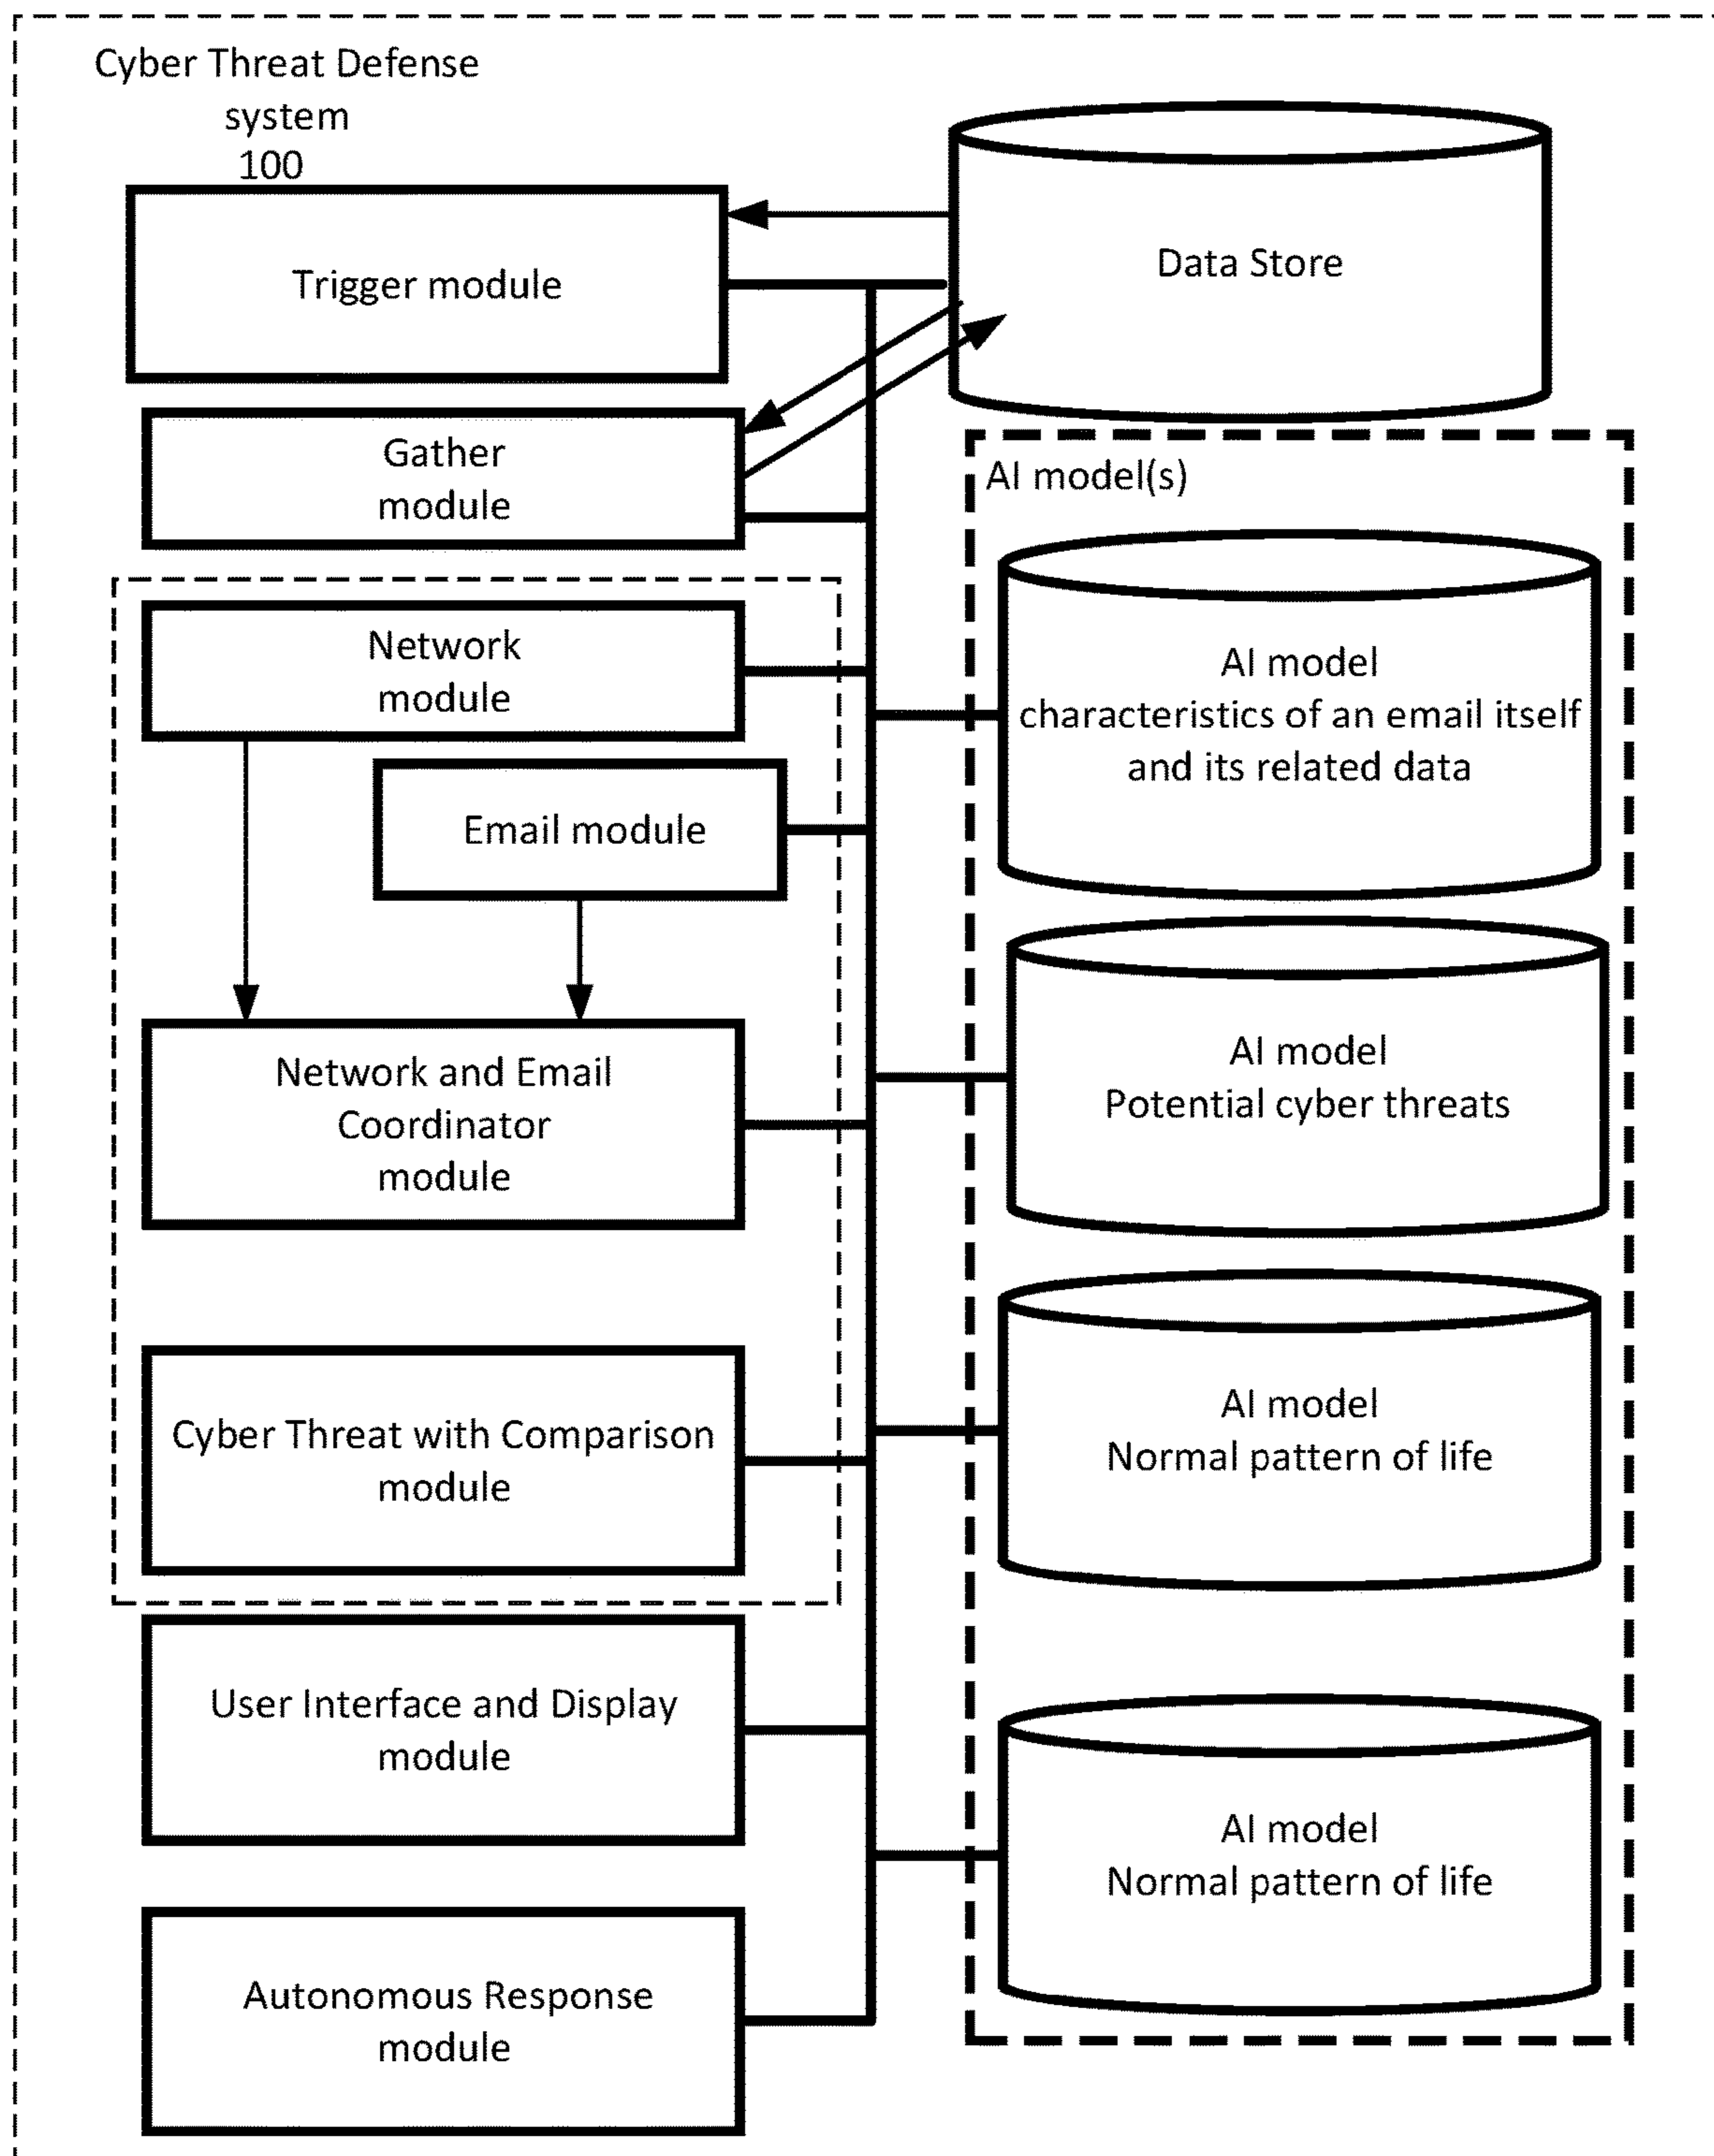 Cyber Threat Defense
system
100
Trigger module
Data Store
Gather
module
AI model(s)
Network
module
AI model
characteristics of an email itself
and its related data
Email module
Network and Email
Coordinator
module
AI model
Potential cyber threats
Cyber Threat with Comparison
module
AI model
Normal pattern of life
User Interface and Display
module
AI model
Normal pattern of life
Autonomous Response
module